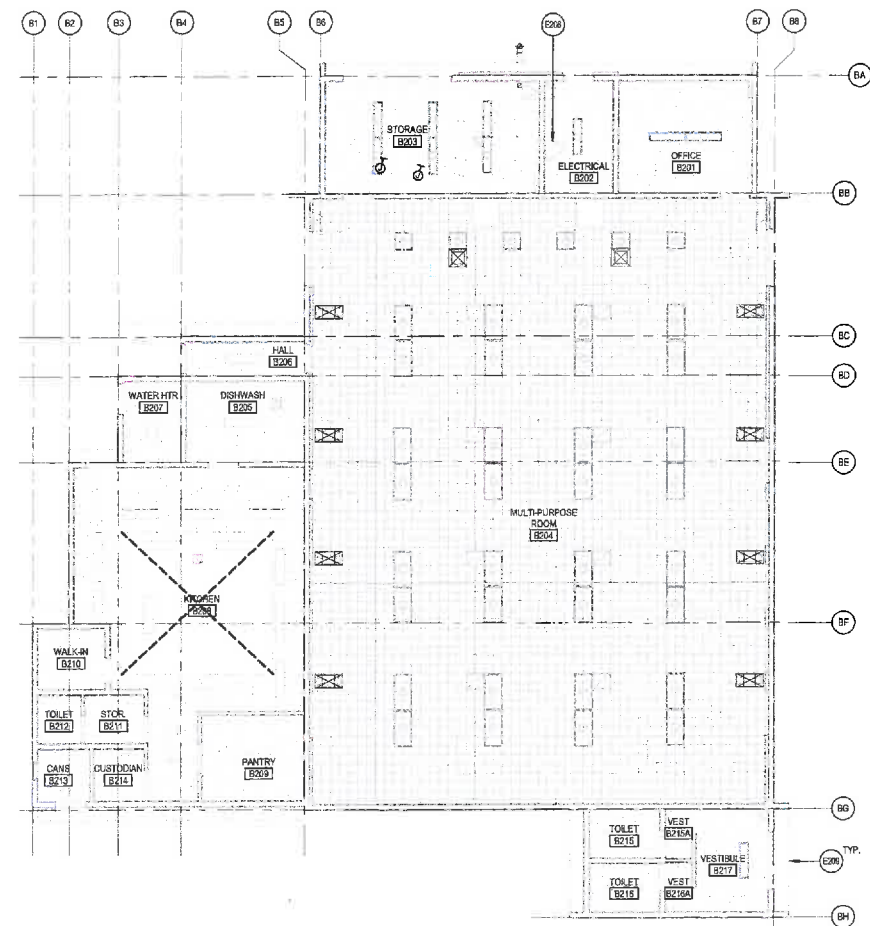 B1 B2 B3 B4 B5 B6 E208 B7 B8
BA
STORAGE
B203
ELECTRICAL
B202
OFFICE
B201
BB
HALL
B206
BC
BD
WATER HTR
B207
DISHWASH
B205
BE
MULTI-PURPOSE
ROOM
B204
KITCHEN
BF
WALK-IN
B210
TOILET
B212
STOR.
B211
CANS
B213
CUSTODIAN
B214
PANTRY
B209
BG
TOILET
B215
VEST
B215A
VESTIBULE
B217
E209 TYP.
TOILET
B216
VEST
B216A
BH